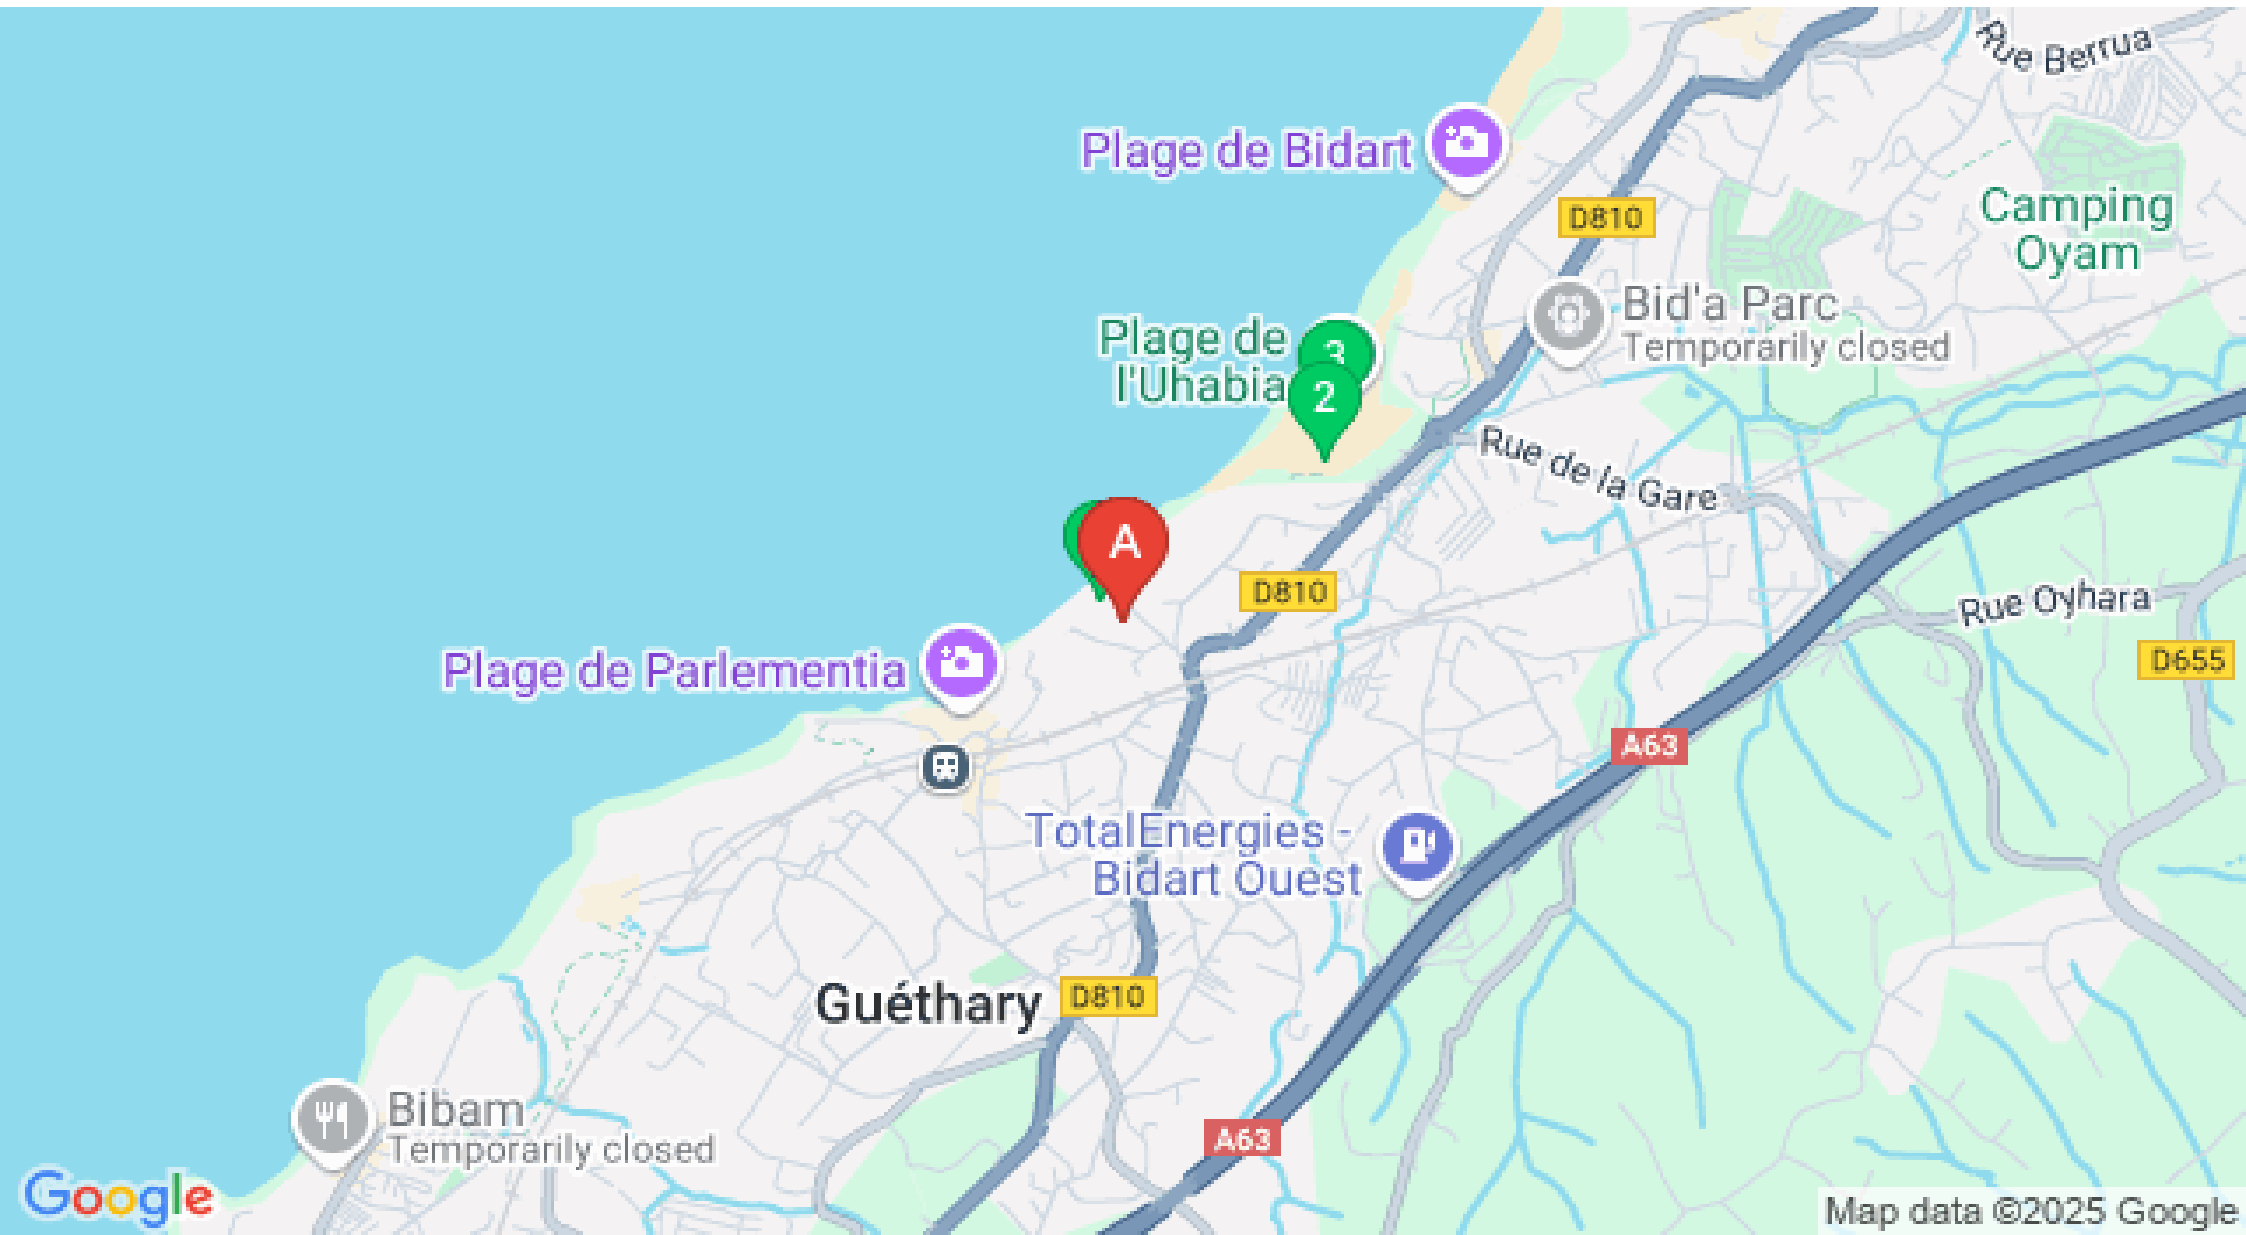 Rue Berrua
Plage de Bidart
D810
Camping
Oyam
Bid'a Parc
Temporarily closed
Plage de
l'Uhabia
3
2
Rue de la Gare
A
D810
Rue Oyhara
Plage de Parlementia
D655
A63
TotalEnergies -
Bidart Ouest
Guéthary
D810
Bibam
Temporarily closed
A63
Google
Map data ©2025 Google